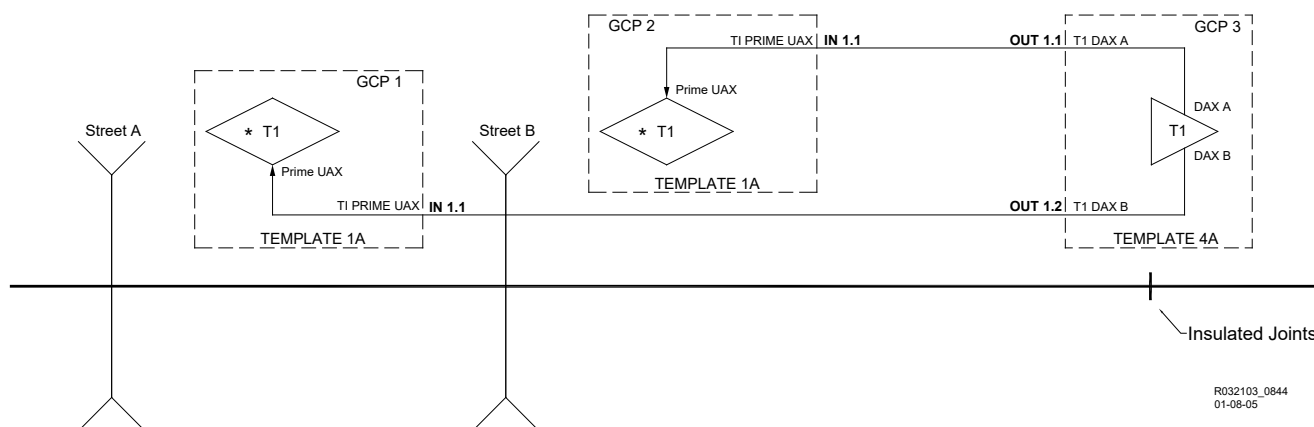 GCP 2
GCP 3
TI PRIME UAX IN 1.1
OUT 1.1 T1 DAX A
GCP 1
Prime UAX
DAX A
Street A
* T1
Street B
* T1
T1
DAX B
Prime UAX
TEMPLATE 1A
TI PRIME UAX IN 1.1
OUT 1.2 T1 DAX B
TEMPLATE 1A
TEMPLATE 4A
Insulated Joints
R032103_0844
01-08-05